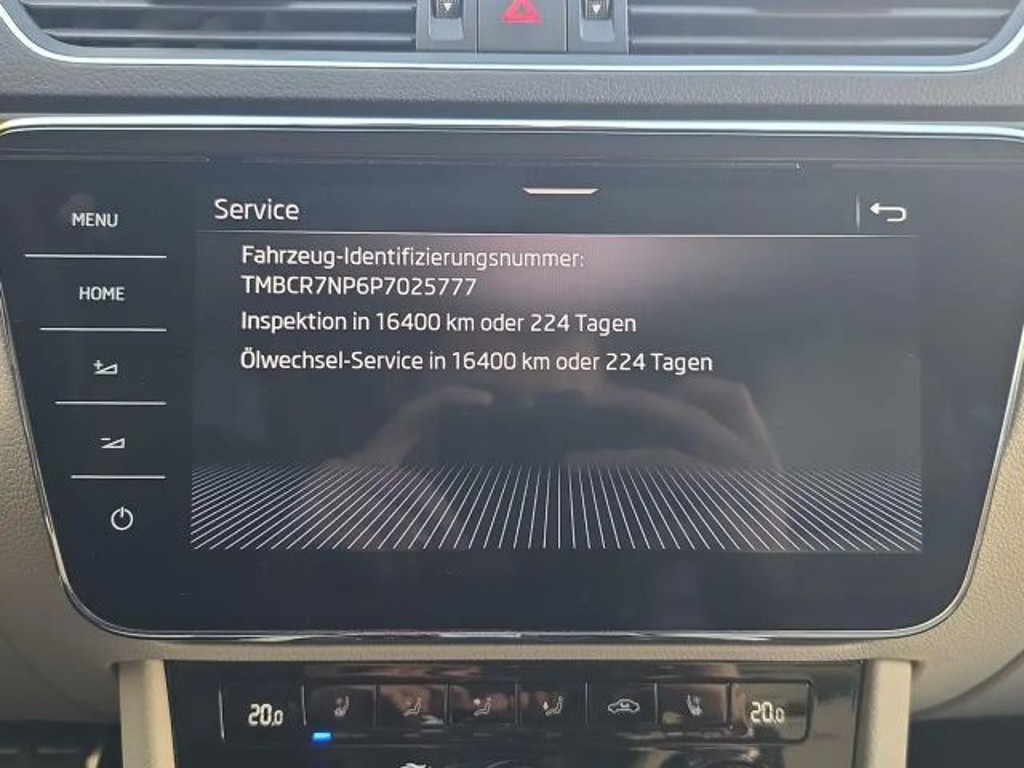 MENU
Service
Fahrzeug-Identifizierungsnummer:
TMBCR7NP6P7025777
HOME
Inspektion in 16400 km oder 224 Tagen
Ölwechsel-Service in 16400 km oder 224 Tagen
20.0
20.0